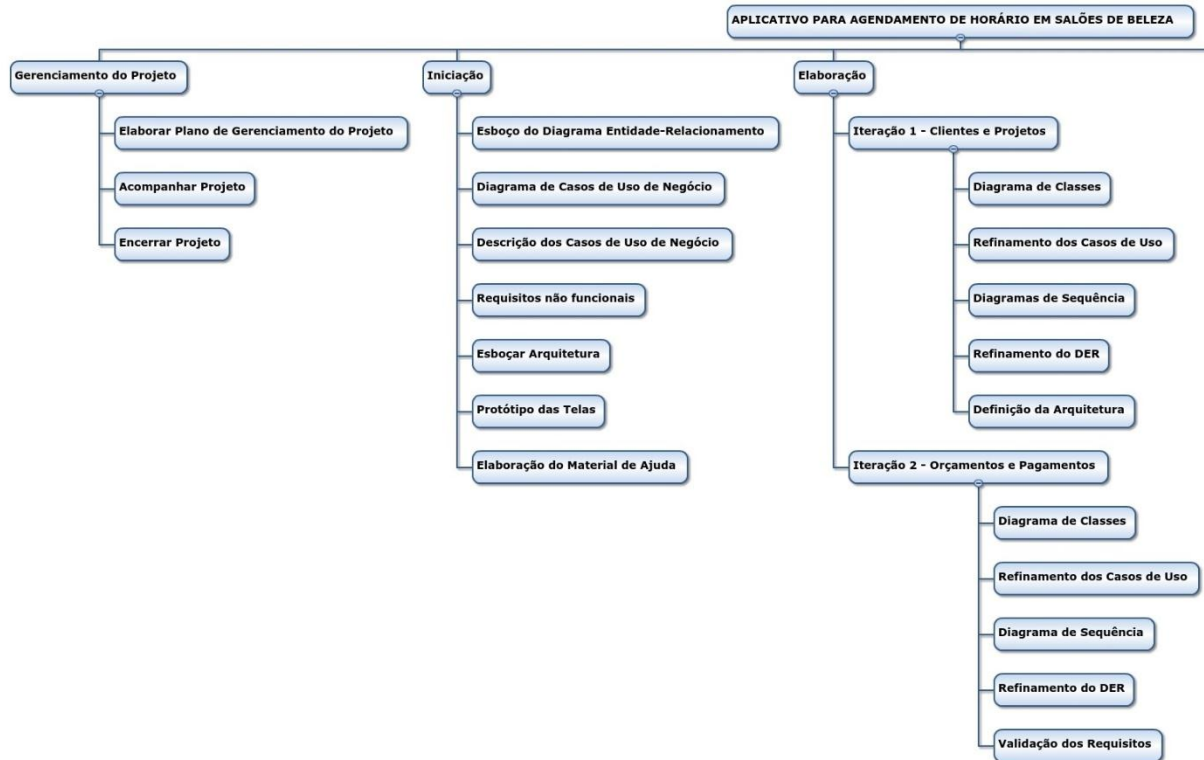 APLICATIVO PARA AGENDAMENTO DE HORÁRIO EM SALÕES DE BELEZA
Gerenciamento do Projeto
Elaborar Plano de Gerenciamento do Projeto
Acompanhar Projeto
Encerrar Projeto
Iniciação
Esboço do Diagrama Entidade-Relacionamento
Diagrama de Casos de Uso de Negócio
Descrição dos Casos de Uso de Negócio
Requisitos não funcionais
Esboçar Arquitetura
Protótipo das Telas
Elaboração do Material de Ajuda
Elaboração
Iteração 1 - Clientes e Projetos
Diagrama de Classes
Refinamento dos Casos de Uso
Diagramas de Sequência
Refinamento do DER
Definição da Arquitetura
Iteração 2 - Orçamentos e Pagamentos
Diagrama de Classes
Refinamento dos Casos de Uso
Diagrama de Sequência
Refinamento do DER
Validação dos Requisitos